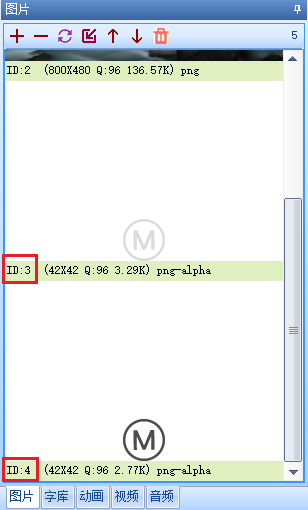 图片
5
ID:2 (800X480 Q:96 136.57K) png
M
ID:3 (42X42 Q:96 3.29K) png-alpha
M
ID:4 (42X42 Q:96 2.77K) png-alpha
图片 字库 动画 视频 音频